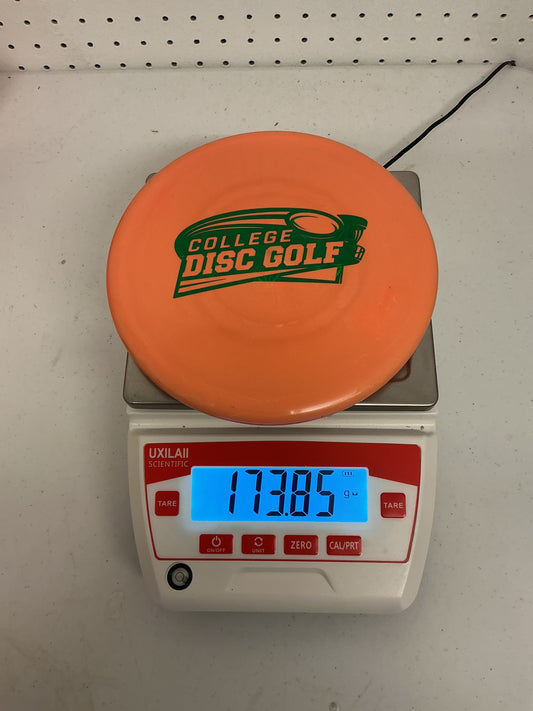 COLLEGE
DISC GOLF
UXILAII
SCIENTIFIC
173.85 g
TARE
TARE
ON/OFF
UNIT
ZERO
CAL/PRT